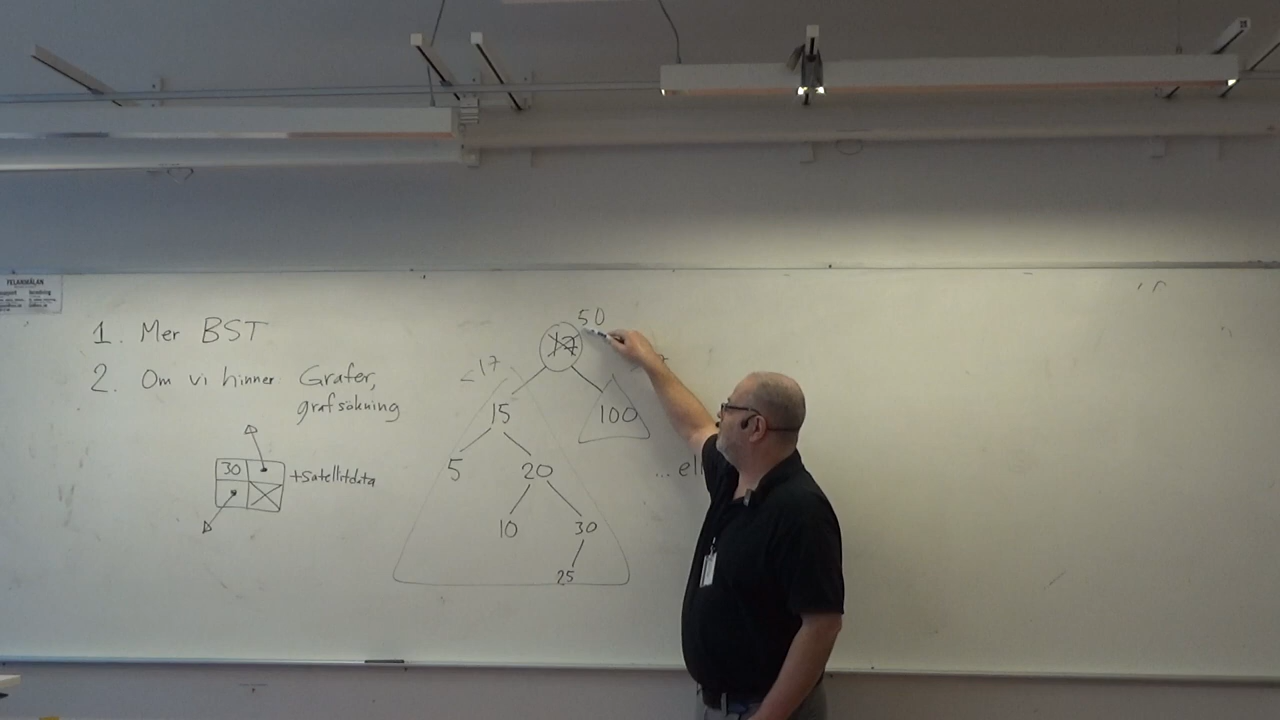 FELANMÄLAN
1. Mer BST
2. Om vi hinner: Grafer,
grafsökning
30
+satellitdata
50
17
<17
15
100
5
20
10
30
25